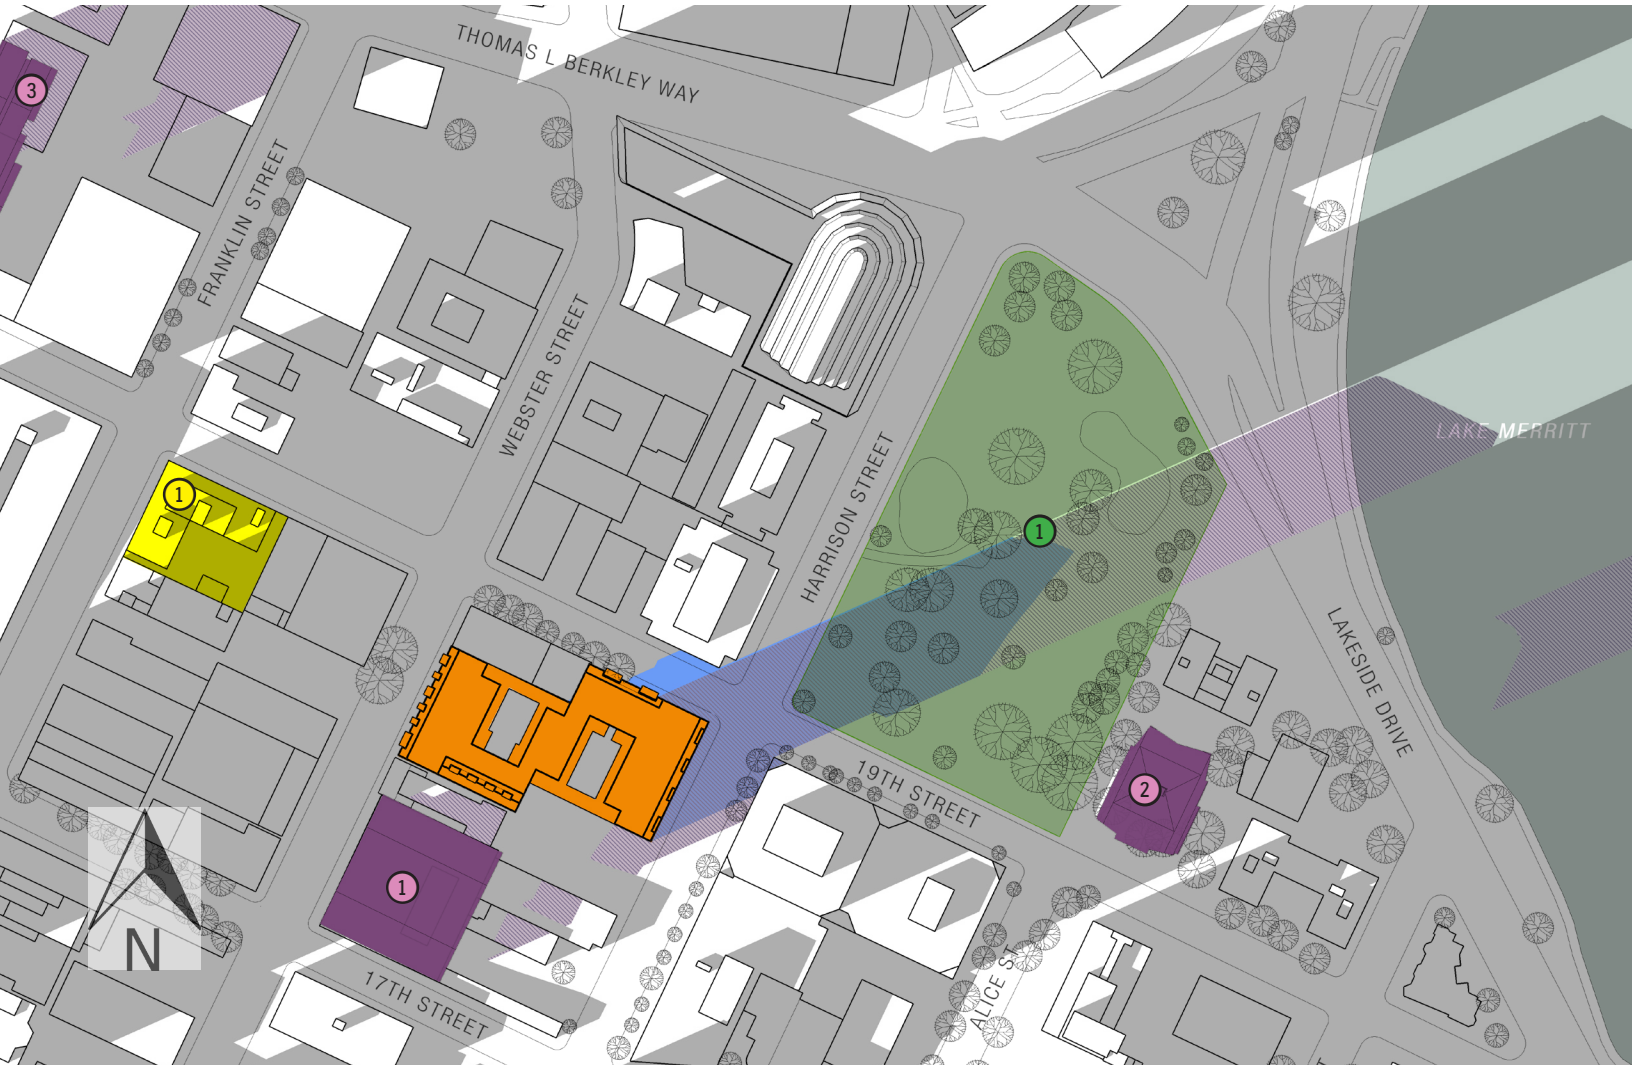 THOMAS L BERKLEY WAY
3
FRANKLIN STREET
WEBSTER STREET
HARRISON STREET
LAKE MERRITT
1
1
LAKESIDE DRIVE
19TH STREET
2
1
N
17TH STREET
ALICE ST